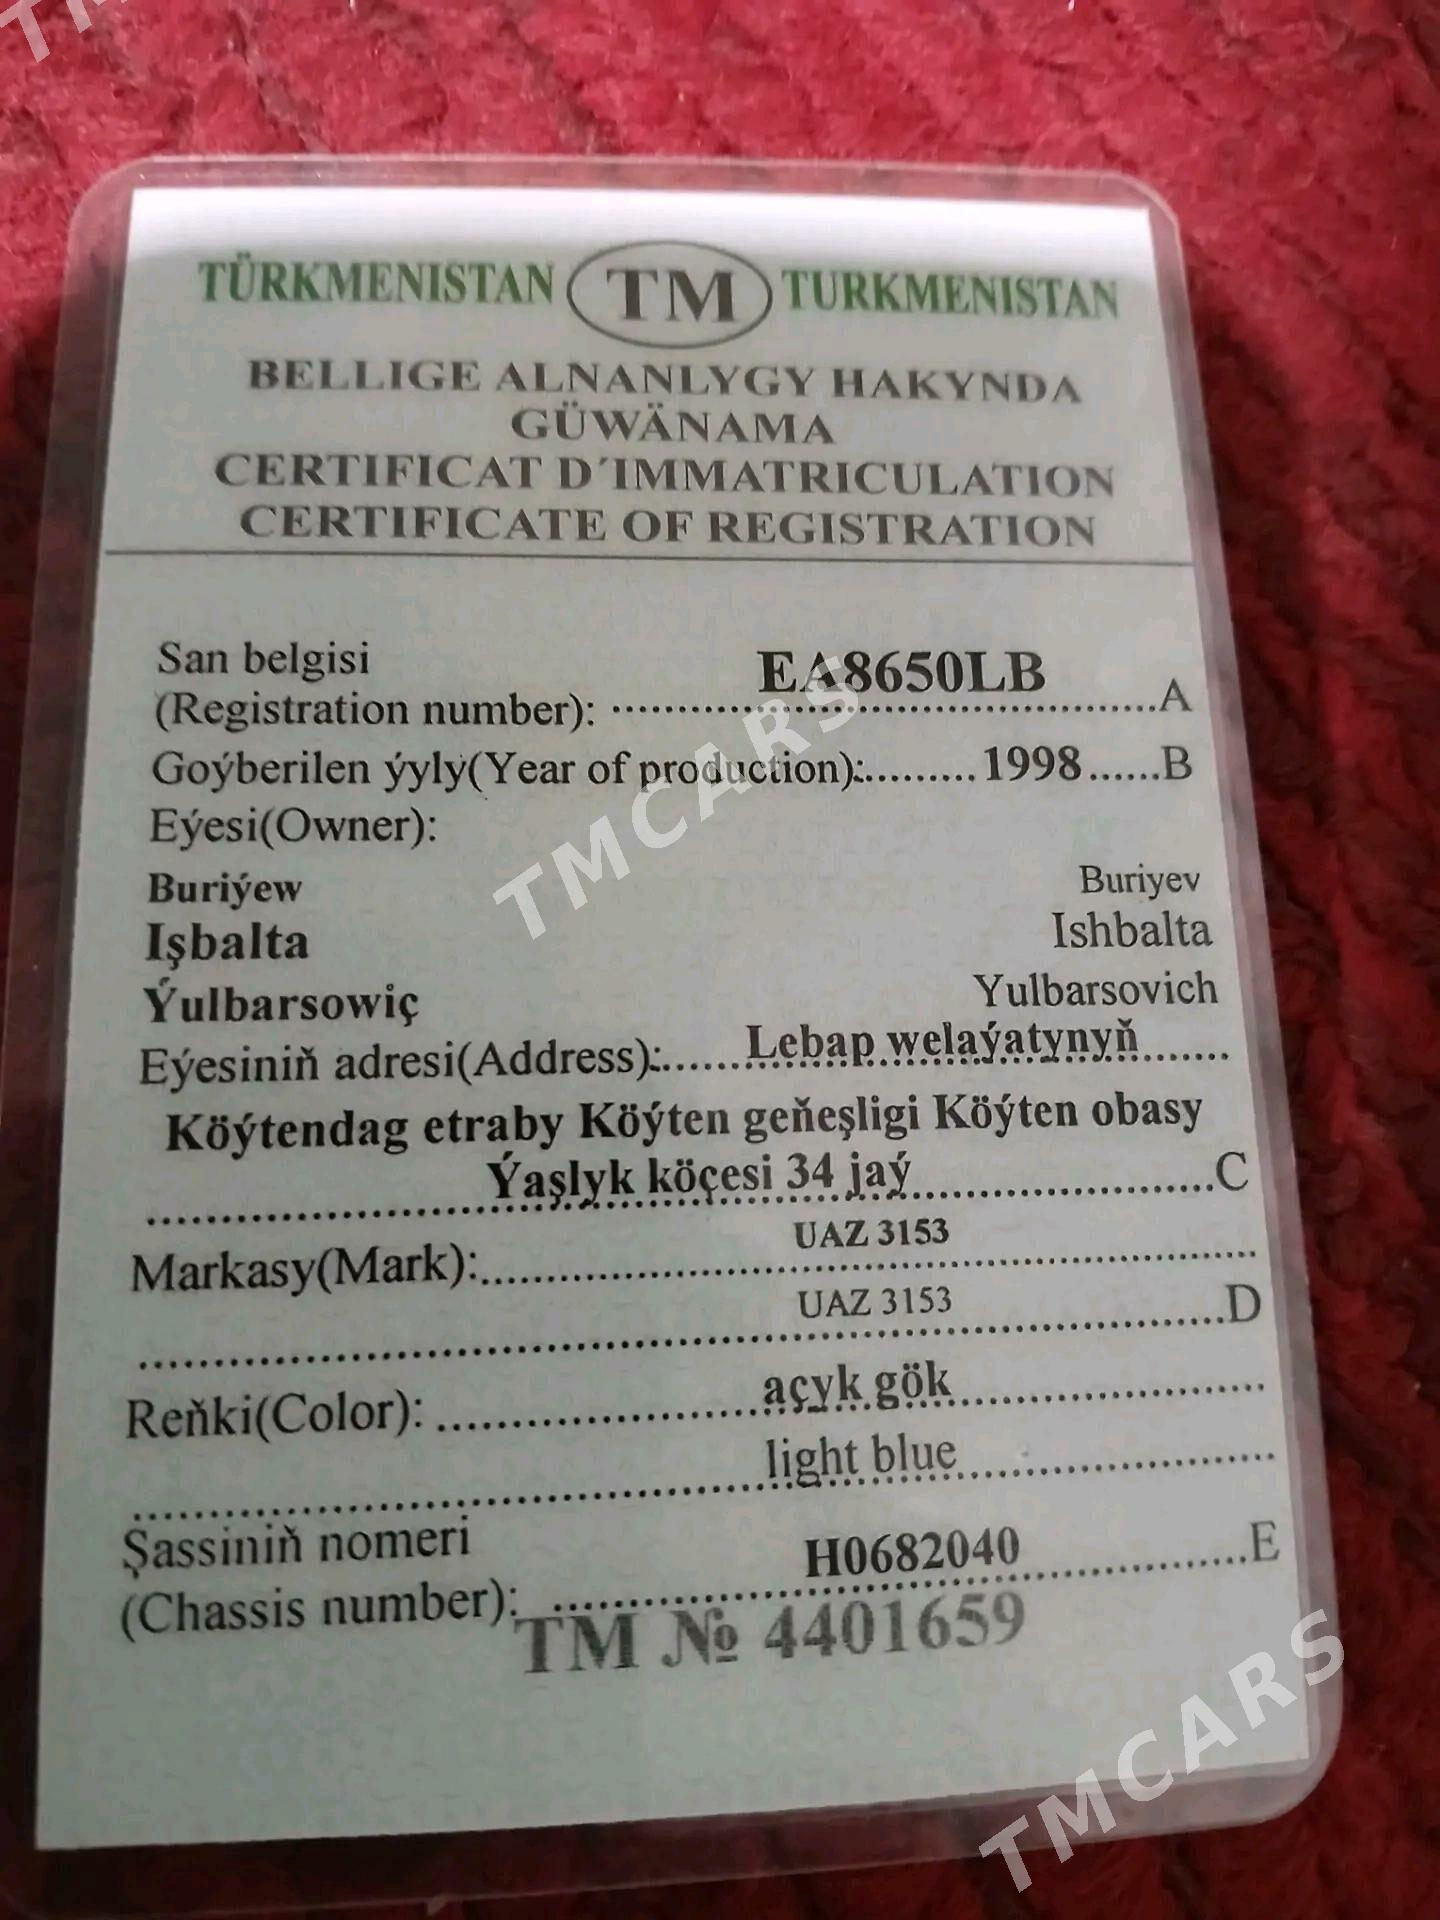 TÜRKMENISTAN TM TURKMENISTAN
BELLIGE ALNANLYGY HAKYNDA
GÜWÄNAMA
CERTIFICAT D´IMMATRICULATION
CERTIFICATE OF REGISTRATION
San belgisi
(Registration number): EA8650LB A
Goýberilen ýyly(Year of production): 1998 B
Eýesi(Owner):
Buriýew Buriyev
Işbalta Ishbalta
Ýulbarsowiç Yulbarsovich
Eýesiniň adresi(Address): Lebap welaýatynyň
Köýtendag etraby Köýten geňeşligi Köýten obasy
Ýaşlyk köçesi 34 jaý C
Markasy(Mark): UAZ 3153
UAZ 3153 D
Reňki(Color): açyk gök
light blue
Şassiniň nomeri
(Chassis number): H0682040 E
TM № 4401659
TMCARS
TMCARS